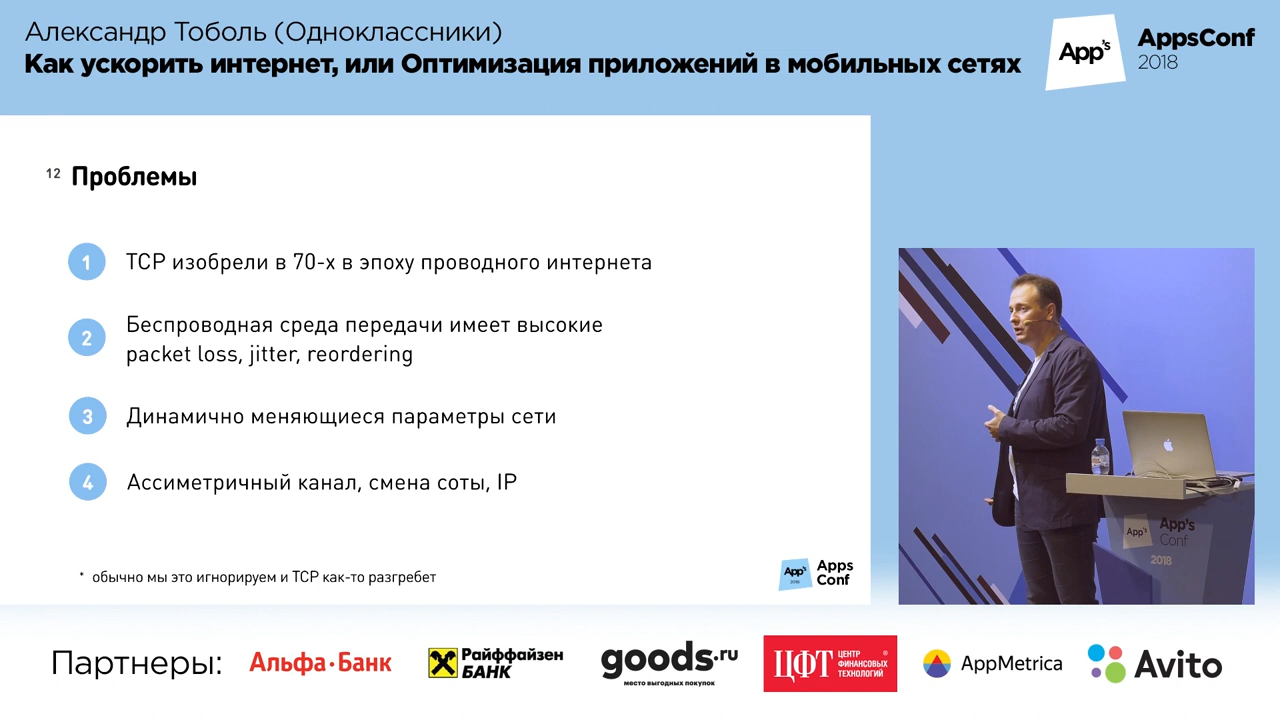 Александр Тоболь (Одноклассники)
Как ускорить интернет, или Оптимизация приложений в мобильных сетях
App's
AppsConf
2018
12 Проблемы
1 TCP изобрели в 70-х в эпоху проводного интернета
2 Беспроводная среда передачи имеет высокие
packet loss, jitter, reordering
3 Динамично меняющиеся параметры сети
4 Ассиметричный канал, смена соты, IP
* обычно мы это игнорируем и TCP как-то разгребет
App's
2018
Apps
Conf
App's
App's
Conf
2018
Партнеры:
Альфа·Банк
Райффайзен
БАНК
goods.ru
место выгодных покупок
ЦФТ
ЦЕНТР
ФИНАНСОВЫХ
ТЕХНОЛОГИЙ
®
AppMetrica
Avito